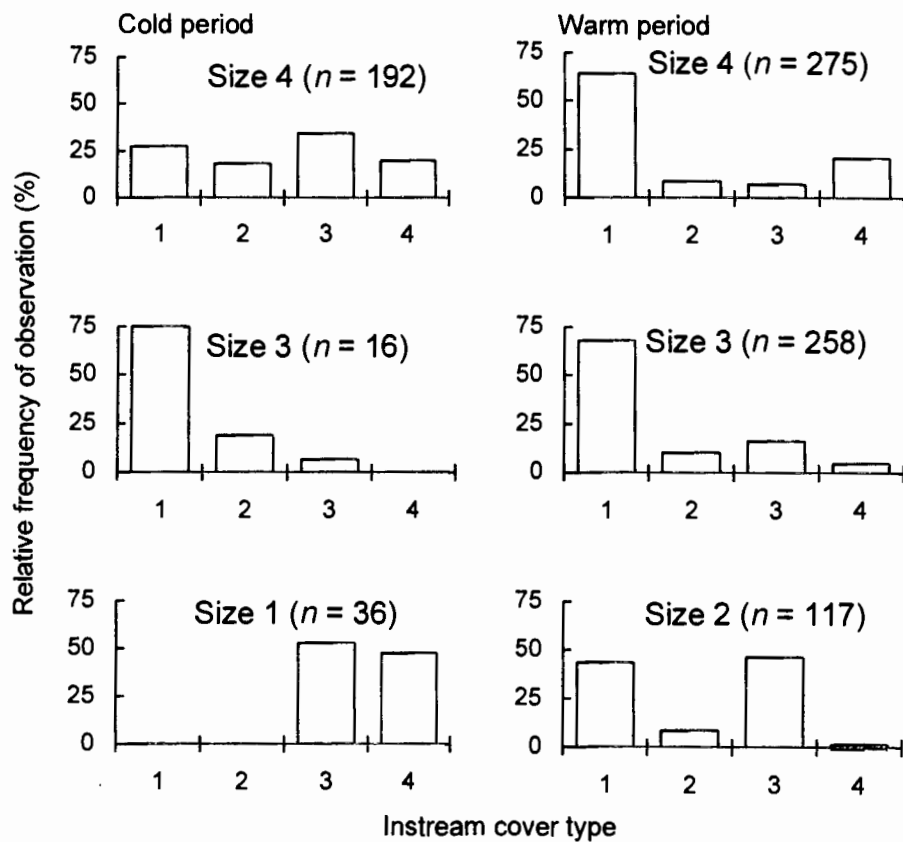 Cold period
Warm period
Relative frequency of observation (%)
75
50
25
0
Size 4 (n = 192)
1 2 3 4
75
50
25
0
Size 4 (n = 275)
1 2 3 4
75
50
25
0
Size 3 (n = 16)
1 2 3 4
75
50
25
0
Size 3 (n = 258)
1 2 3 4
75
50
25
0
Size 1 (n = 36)
1 2 3 4
75
50
25
0
Size 2 (n = 117)
1 2 3 4
Instream cover type